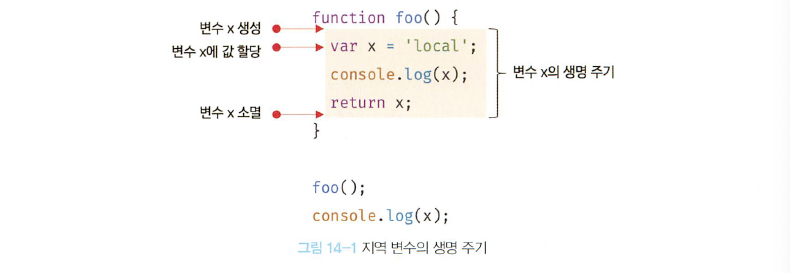 function foo() {
변수 x 생성
변수 x에 값 할당
var x = 'local';
console.log(x);
변수 x의 생명 주기
return x;
변수 x 소멸
}
foo();
console.log(x);
그림 14-1 지역 변수의 생명 주기